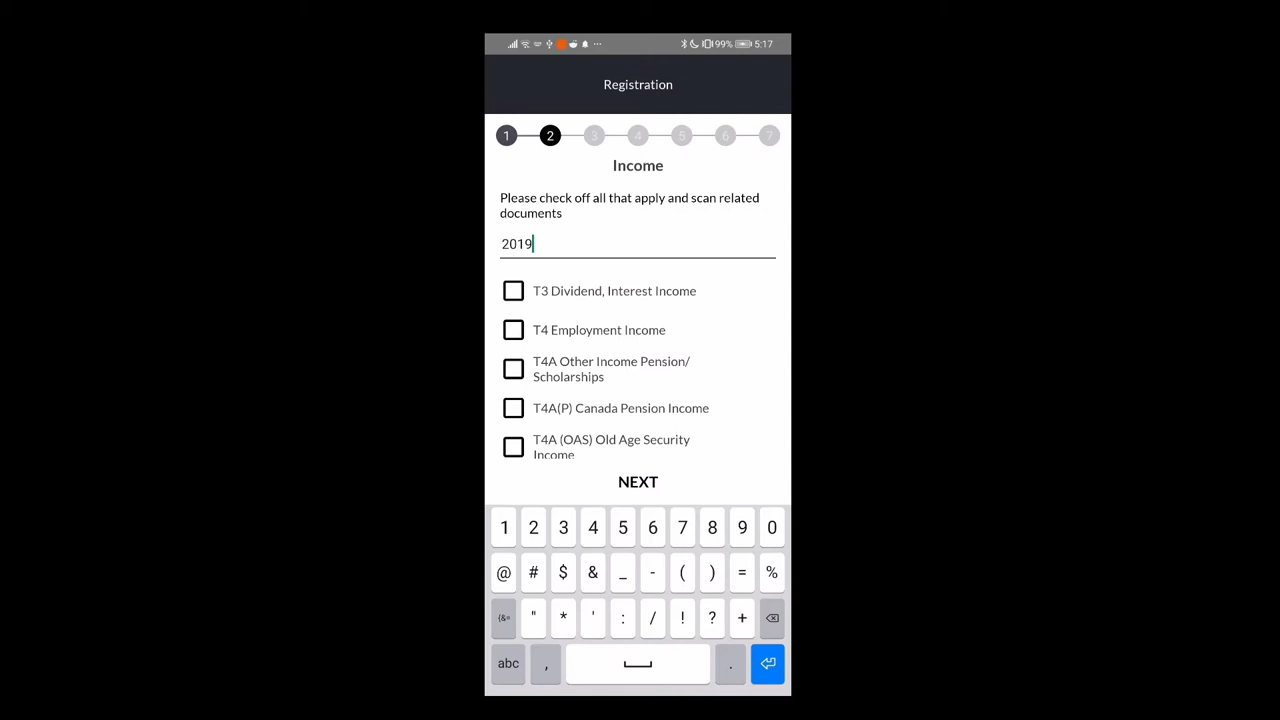 99% 5:17
Registration
1 2 3 4 5 6 7
Income
Please check off all that apply and scan related
documents
2019
T3 Dividend, Interest Income
T4 Employment Income
T4A Other Income Pension/
Scholarships
T4A(P) Canada Pension Income
T4A (OAS) Old Age Security
Income
NEXT
1 2 3 4 5 6 7 8 9 0
@ # $ & _ - ( ) = %
{&= " * ' : / ! ? +
abc , .